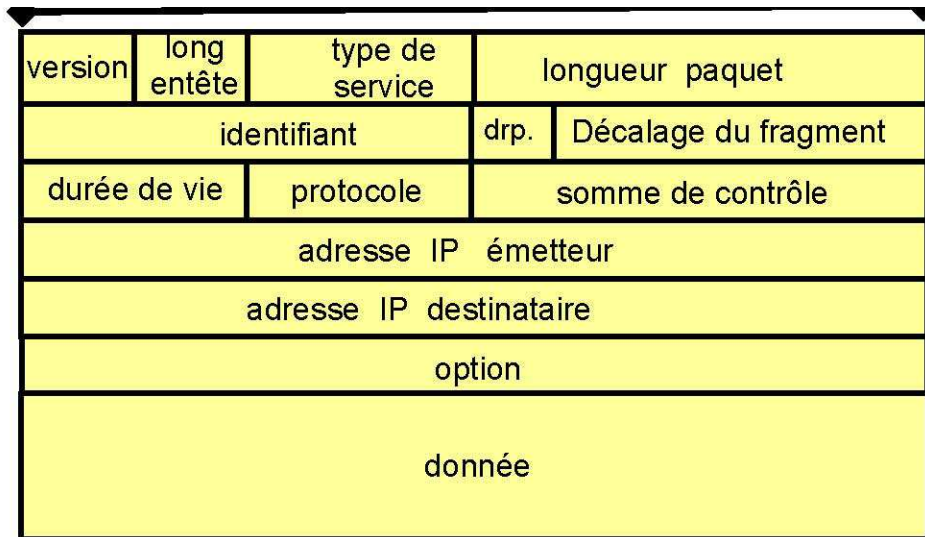 version
long
entête
type de
service
longueur paquet
identifiant
drp.
Décalage du fragment
durée de vie
protocole
somme de contrôle
adresse IP émetteur
adresse IP destinataire
option
donnée